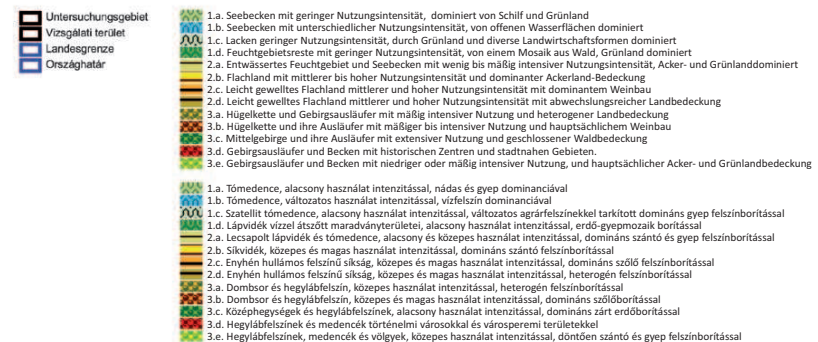 Untersuchungsgebiet
Vizsgálati terület
Landesgrenze
Országhatár
1.a. Seebecken mit geringer Nutzungsintensität, dominiert von Schilf und Grünland
1.b. Seebecken mit unterschiedlicher Nutzungsintensität, von offenen Wasserflächen dominiert
1.c. Lacken geringer Nutzungsintensität, durch Grünland und diverse Landwirtschaftsformen dominiert
1.d. Feuchtgebietsreste mit geringer Nutzungsintensität, von einem Mosaik aus Wald, Grünland dominiert
2.a. Entwässertes Feuchtgebiet und Seebecken mit wenig bis mäßig intensiver Nutzungsintensität, Acker- und Grünlanddominiert
2.b. Flachland mit mittlerer bis hoher Nutzungsintensität und dominanter Ackerland-Bedeckung
2.c. Leicht gewelltes Flachland mittlerer und hoher Nutzungsintensität mit dominantem Weinbau
2.d. Leicht gewelltes Flachland mittlerer und hoher Nutzungsintensität mit abwechslungsreicher Landbedeckung
3.a. Hügelkette und Gebirgsausläufer mit mäßig intensiver Nutzung und heterogener Landbedeckung
3.b. Hügelkette und ihre Ausläufer mit mäßiger bis intensiver Nutzung und hauptsächlichem Weinbau
3.c. Mittelgebirge und ihre Ausläufer mit extensiver Nutzung und geschlossener Waldbedeckung
3.d. Gebirgsausläufer und Becken mit historischen Zentren und stadtnahen Gebieten.
3.e. Gebirgsausläufer und Becken mit niedriger oder mäßig intensiver Nutzung, und hauptsächlicher Acker- und Grünlandbedeckung
1.a. Tómedence, alacsony használat intenzitással, nádas és gyep dominanciával
1.b. Tómedence, változatos használat intenzitással, vízfelszín dominanciával
1.c. Szatellit tómedence, alacsony használat intenzitással, változatos agrárfelszínekkel tarkított domináns gyep felszínborítással
1.d. Lápvidék vízzel átszőtt maradványterületei, alacsony használat intenzitással, erdő-gyepmozaik borítással
2.a. Lecsapolt lápvidék és tómedence, alacsony és közepes használat intenzitással, domináns szántó és gyep felszínborítással
2.b. Síkvidék, közepes és magas használat intenzitással, domináns szántó felszínborítással
2.c. Enyhén hullámos felszínű síkság, közepes és magas használat intenzitással, domináns szőlő felszínborítással
2.d. Enyhén hullámos felszínű síkság, közepes és magas használat intenzitással, heterogén felszínborítással
3.a. Dombsor és hegylábfelszín, közepes használat intenzitással, heterogén felszínborítással
3.b. Dombsor és hegylábfelszín, közepes és magas használat intenzitással, domináns szőlőborítással
3.c. Középhegységek és hegylábfelszínek, alacsony használat intenzitással, domináns zárt erdőborítással
3.d. Hegylábfelszínek és medencék történelmi városokkal és városperemi területekkel
3.e. Hegylábfelszínek, medencék és völgyek, közepes használat intenzitással, döntően szántó és gyep felszínborítással